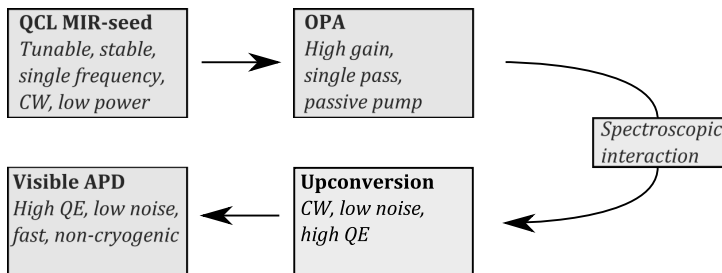 QCL MIR-seed
Tunable, stable,
single frequency,
CW, low power
OPA
High gain,
single pass,
passive pump
Spectroscopic
interaction
Upconversion
CW, low noise,
high QE
Visible APD
High QE, low noise,
fast, non-cryogenic